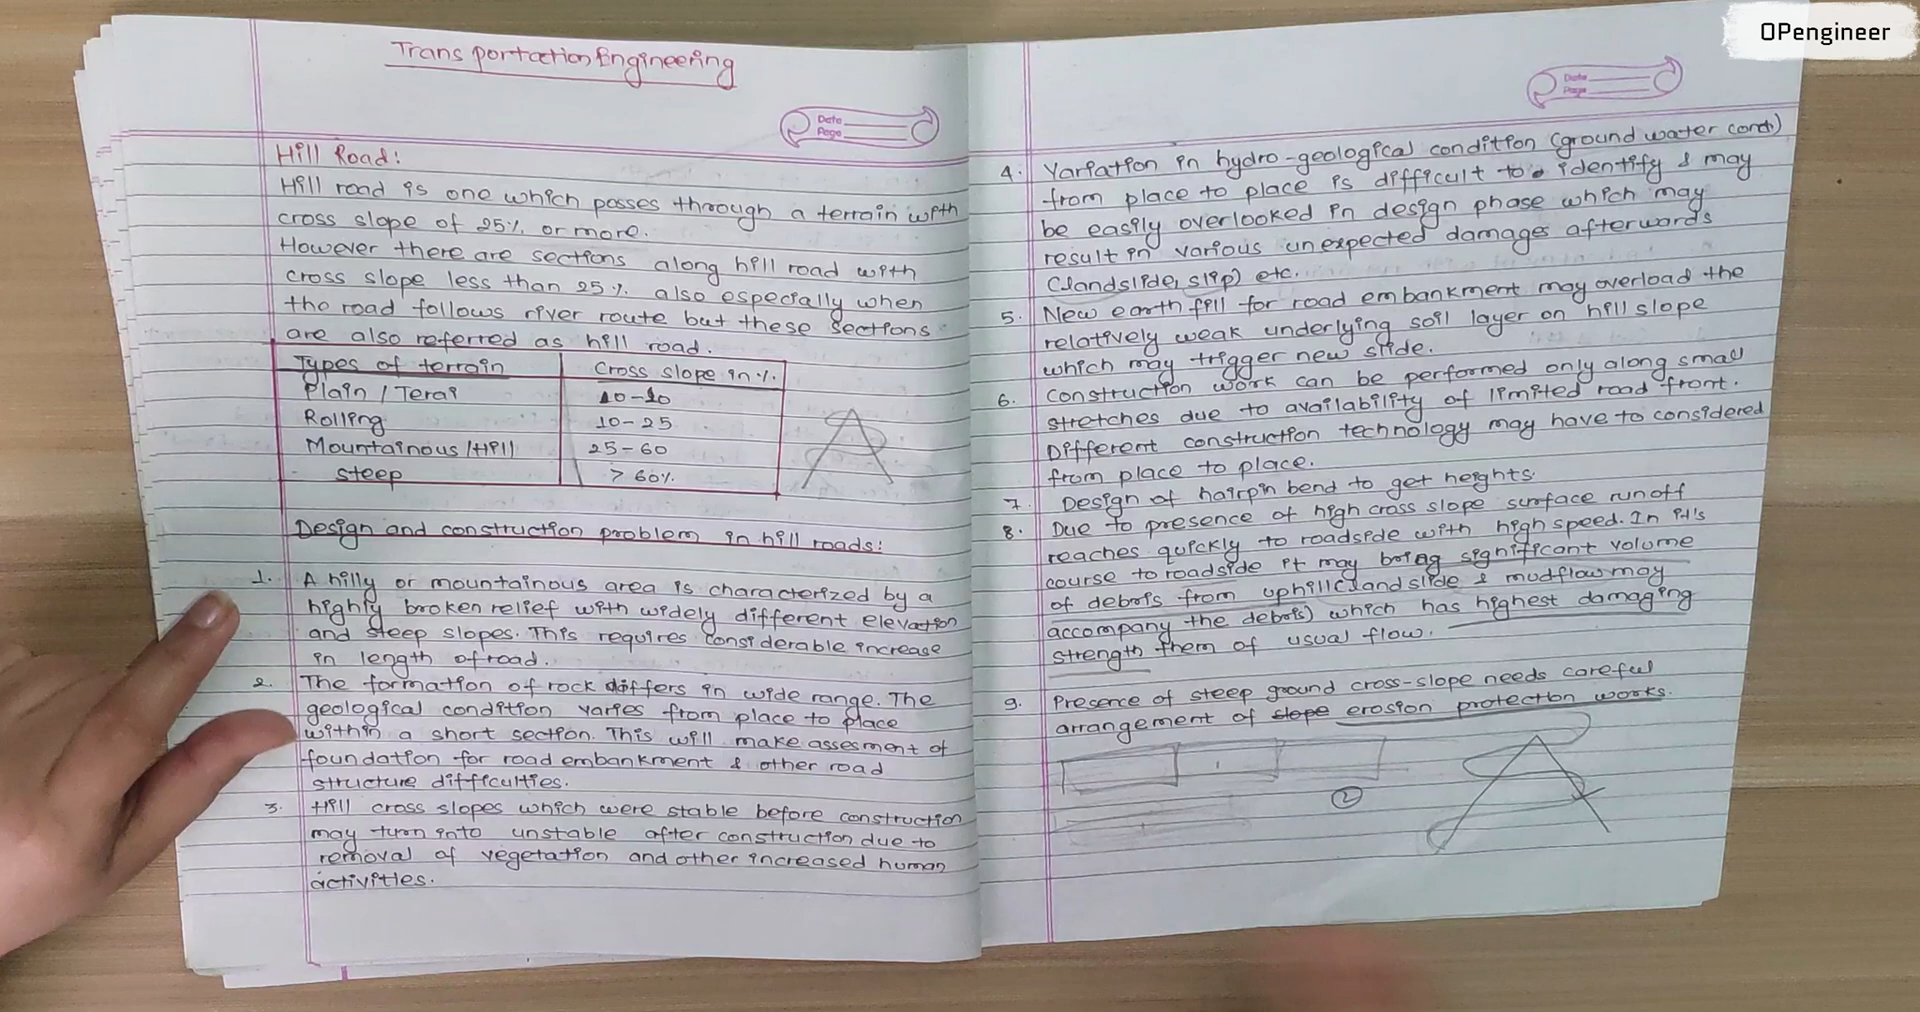 OPengineer
Transportation Engineering
Date
Page
Hill Road:
Hill road is one which passes through a terrain with
cross slope of 25% or more.
However there are sections along hill road with
cross slope less than 25% also especially when
the road follows river route but these sections
are also referred as hill road.
Types of terrain Cross slope in %.
Plain / Terai 10-10
Rolling 10-25
Mountainous / Hill 25-60
steep > 60%
Design and construction problem in hill roads:
1. A hilly or mountainous area is characterized by a
highly broken relief with widely different elevation
and steep slopes. This requires considerable increase
in length of road.
2. The formation of rock differs in wide range. The
geological condition varies from place to place
within a short section. This will make assesment of
foundation for road embankment & other road
structure difficulties.
3. Hill cross slopes which were stable before construction
may turn into unstable after construction due to
removal of vegetation and other increased human
activities.
Date
Page
4. Variation in hydro-geological condition (ground water cond)
from place to place is difficult to identify & may
be easily overlooked in design phase which may
result in various unexpected damages afterwards
(landslide, slip) etc.
5. New earth fill for road embankment may overload the
relatively weak underlying soil layer on hill slope
which may trigger new slide.
6. Construction work can be performed only along small
stretches due to availability of limited road front.
Different construction technology may have to considered
from place to place.
7. Design of hairpin bend to get heights.
8. Due to presence of high cross slope surface runoff
reaches quickly to roadside with high speed. In it's
course to roadside it may bring significant volume
of debris from uphill (landslide & mudflow may
accompany the debris) which has highest damaging
strength them of usual flow.
9. Presence of steep ground cross-slope needs careful
arrangement of slope erosion protection works.
2